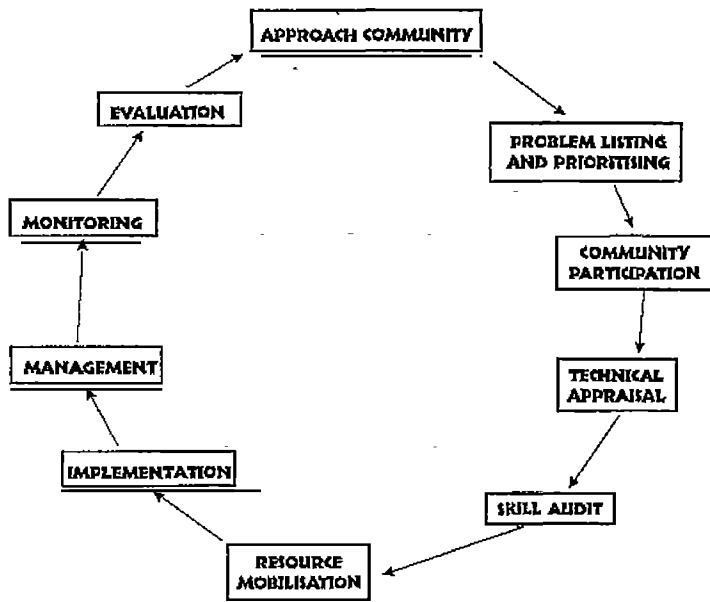 APPROACH COMMUNITY
PROBLEM LISTING
AND PRIORITISING
COMMUNITY
PARTICIPATION
TECHNICAL
APPRAISAL
SKILL AUDIT
RESOURCE
MOBILISATION
IMPLEMENTATION
MANAGEMENT
MONITORING
EVALUATION